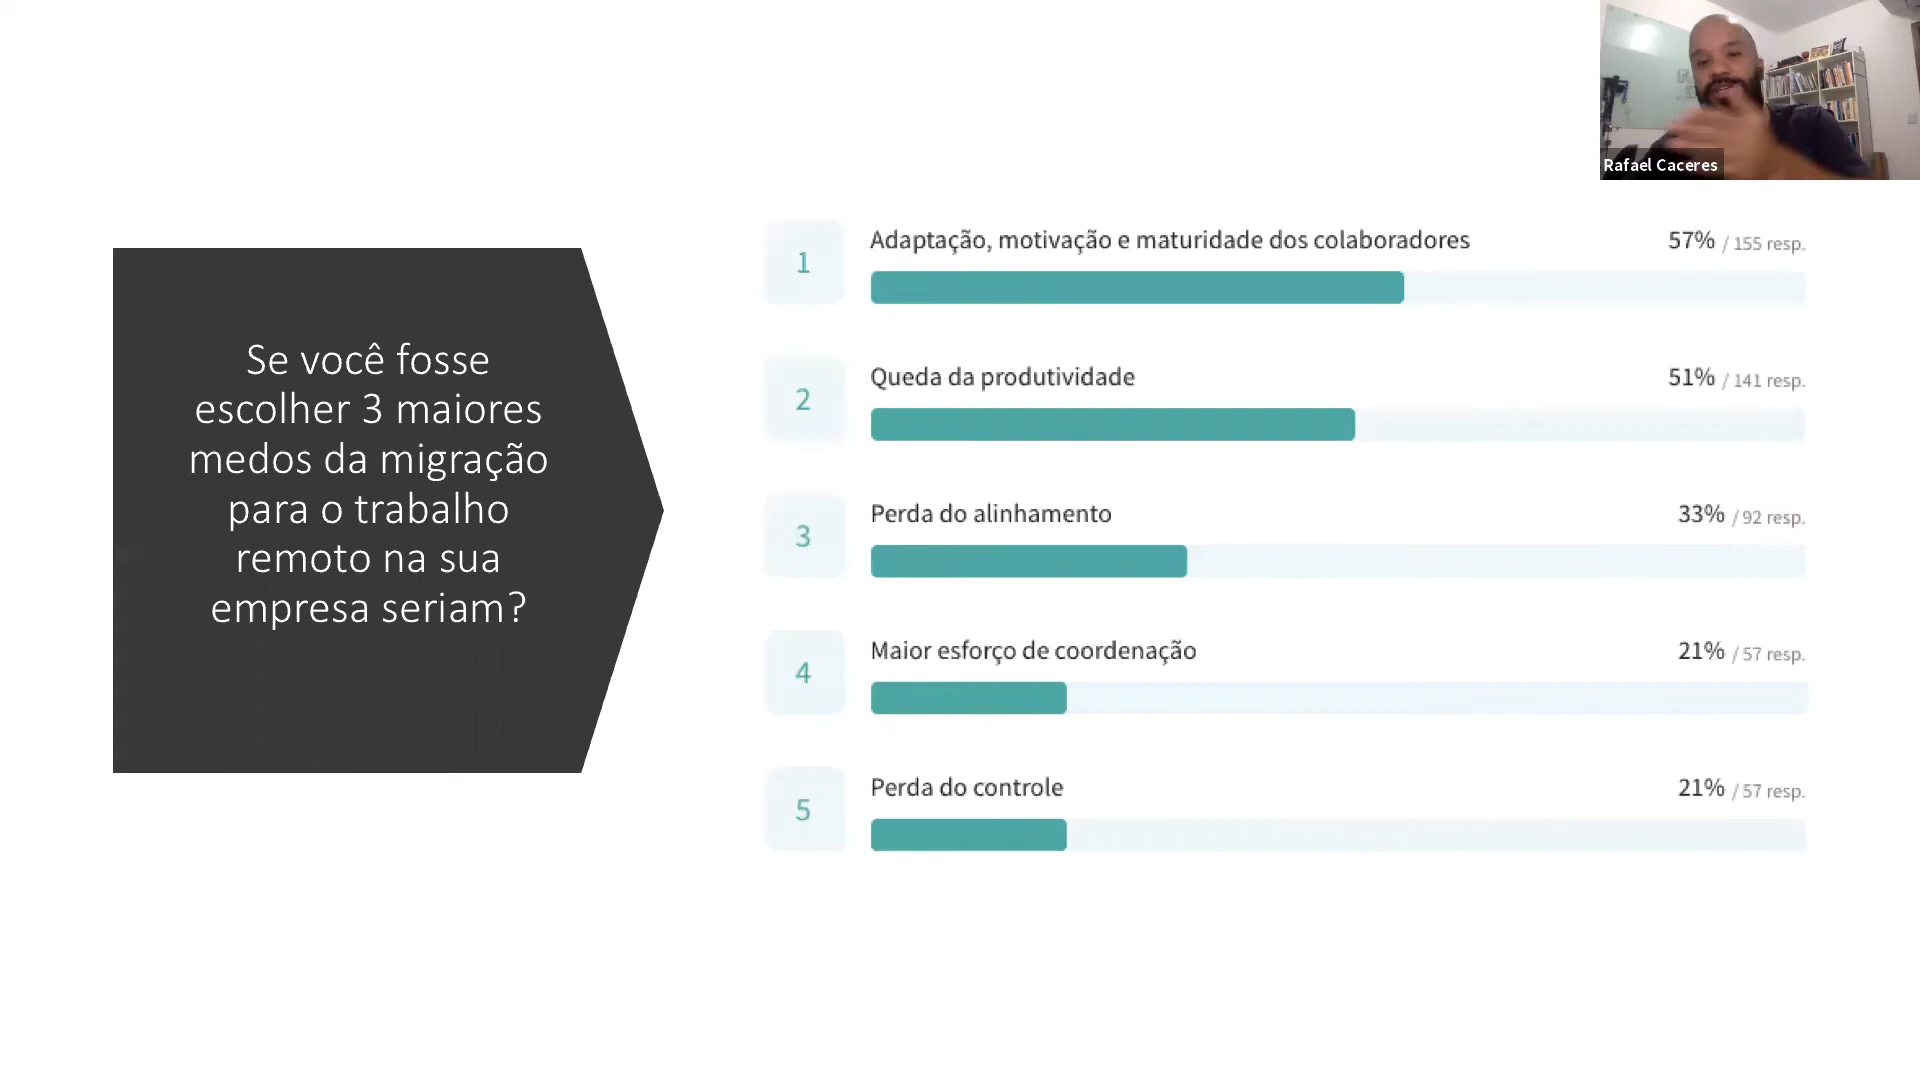 Rafael Caceres
Se você fosse
escolher 3 maiores
medos da migração
para o trabalho
remoto na sua
empresa seriam?
1
Adaptação, motivação e maturidade dos colaboradores
57% / 155 resp.
2
Queda da produtividade
51% / 141 resp.
3
Perda do alinhamento
33% / 92 resp.
4
Maior esforço de coordenação
21% / 57 resp.
5
Perda do controle
21% / 57 resp.